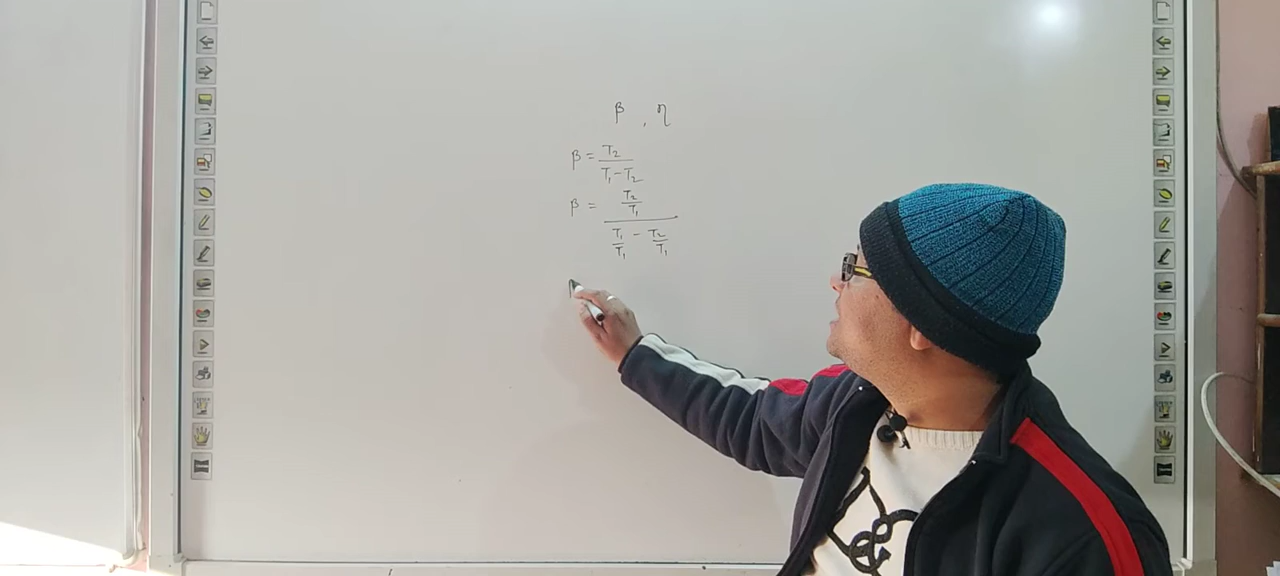 β , η
β = T₂/(T₁ - T₂)
β = (T₂/T₁)/(T₁/T₁ - T₂/T₁)